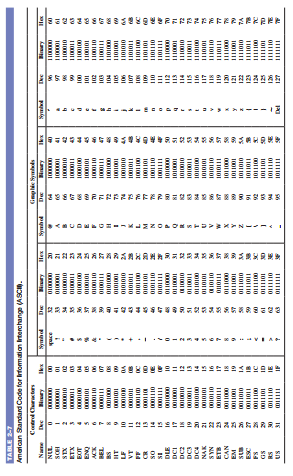 TABLE 2-7
American Standard Code for Information Interchange (ASCII).
Control Characters Graphic Symbols
Name Dec Binary Hex Symbol Dec Binary Hex Symbol Dec Binary Hex Symbol Dec Binary Hex
NUL 0 0000000 00 space 32 0100000 20 @ 64 1000000 40 96 1100000 60
SOH 1 0000001 01 ! 33 0100001 21 A 65 1000001 41 a 97 1100001 61
STX 2 0000010 02 34 0100010 22 B 66 1000010 42 b 98 1100010 62
ETX 3 0000011 03 # 35 0100011 23 C 67 1000011 43 c 99 1100011 63
EOT 4 0000100 04 $ 36 0100100 24 D 68 1000100 44 d 100 1100100 64
ENQ 5 0000101 05 % 37 0100101 25 E 69 1000101 45 e 101 1100101 65
ACK 6 0000110 06 & 38 0100110 26 F 70 1000110 46 f 102 1100110 66
BEL 7 0000111 07 39 0100111 27 G 71 1000111 47 g 103 1100111 67
BS 8 0001000 08 ( 40 0101000 28 H 72 1001000 48 h 104 1101000 68
HT 9 0001001 09 ) 41 0101001 29 I 73 1001001 49 i 105 1101001 69
LF 10 0001010 0A * 42 0101010 2A J 74 1001010 4A j 106 1101010 6A
VT 11 0001011 0B + 43 0101011 2B K 75 1001011 4B k 107 1101011 6B
FF 12 0001100 0C 44 0101100 2C L 76 1001100 4C l 108 1101100 6C
CR 13 0001101 0D - 45 0101101 2D M 77 1001101 4D m 109 1101101 6D
SO 14 0001110 0E 46 0101110 2E N 78 1001110 4E n 110 1101110 6E
SI 15 0001111 0F / 47 0101111 2F O 79 1001111 4F o 111 1101111 6F
DLE 16 0010000 10 0 48 0110000 30 P 80 1010000 50 p 112 1110000 70
DC1 17 0010001 11 1 49 0110001 31 Q 81 1010001 51 q 113 1110001 71
DC2 18 0010010 12 2 50 0110010 32 R 82 1010010 52 r 114 1110010 72
DC3 19 0010011 13 3 51 0110011 33 S 83 1010011 53 s 115 1110011 73
DC4 20 0010100 14 4 52 0110100 34 T 84 1010100 54 t 116 1110100 74
NAK 21 0010101 15 5 53 0110101 35 U 85 1010101 55 u 117 1110101 75
SYN 22 0010110 16 6 54 0110110 36 V 86 1010110 56 v 118 1110110 76
ETB 23 0010111 17 7 55 0110111 37 W 87 1010111 57 w 119 1110111 77
CAN 24 0011000 18 8 56 0111000 38 X 88 1011000 58 x 120 1111000 78
EM 25 0011001 19 9 57 0111001 39 Y 89 1011001 59 y 121 1111001 79
SUB 26 0011010 1A : 58 0111010 3A Z 90 1011010 5A z 122 1111010 7A
ESC 27 0011011 1B ; 59 0111011 3B [ 91 1011011 5B { 123 1111011 7B
FS 28 0011100 1C < 60 0111100 3C \ 92 1011100 5C | 124 1111100 7C
GS 29 0011101 1D = 61 0111101 3D ] 93 1011101 5D } 125 1111101 7D
RS 30 0011110 1E > 62 0111110 3E ^ 94 1011110 5E ~ 126 1111110 7E
US 31 0011111 1F ? 63 0111111 3F _ 95 1011111 5F Del 127 1111111 7F